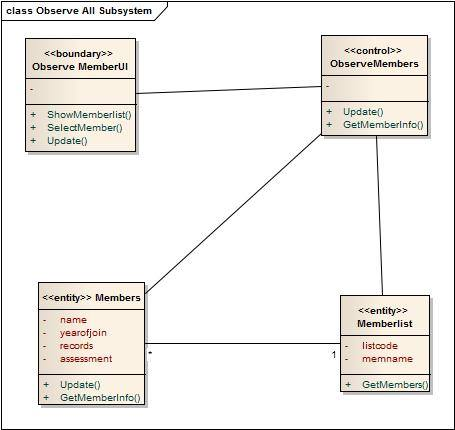 class Observe All Subsystem
<<boundary>>
Observe MemberUI
-
+ ShowMemberlist()
+ SelectMember()
+ Update()
<<control>>
ObserveMembers
-
+ Update()
+ GetMemberInfo()
<<entity>> Members
- name
- yearofjoin
- records
- assessment
+ Update()
+ GetMemberInfo()
* 1
<<entity>>
Memberlist
- listcode
- memname
+ GetMembers()